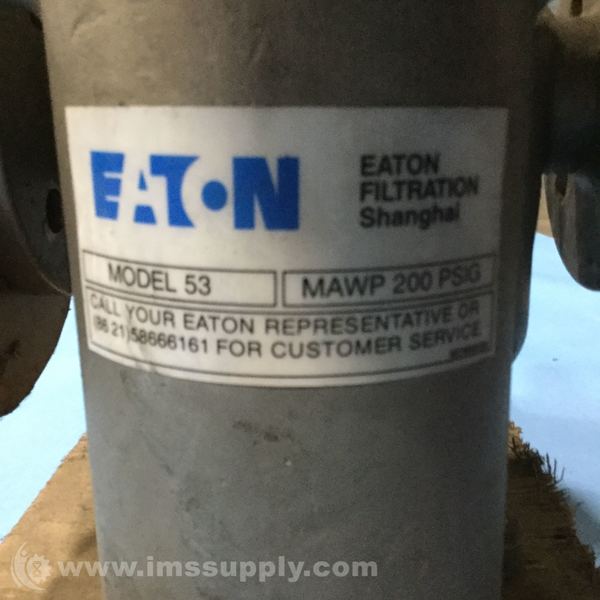 EATON
EATON
FILTRATION
Shanghai
MODEL 53
MAWP 200 PSIG
CALL YOUR EATON REPRESENTATIVE OR
(86 21)58666161 FOR CUSTOMER SERVICE
www.imssupply.com